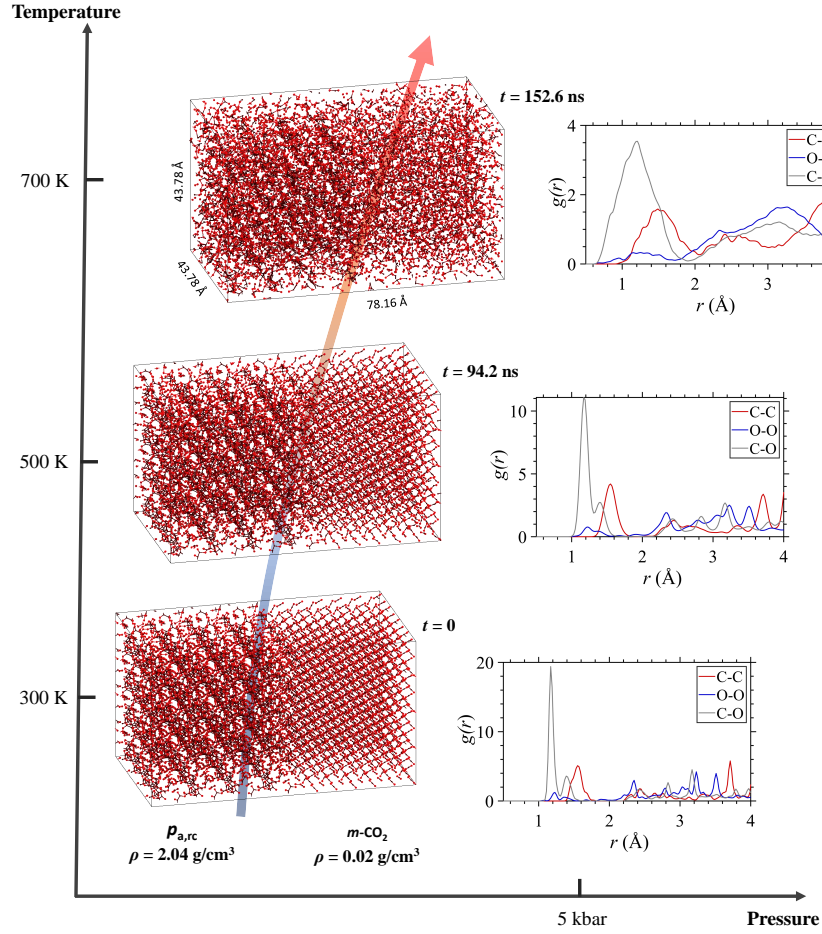 Temperature
t = 152.6 ns
700 K
43.78 Å
43.78 Å
78.16 Å
g(r)
4
2
0
1
2
3
r (Å)
C-
O-
C-
t = 94.2 ns
500 K
g(r)
10
5
0
1
2
3
4
r (Å)
C-C
O-O
C-O
t = 0
300 K
g(r)
20
10
0
1
2
3
4
r (Å)
C-C
O-O
C-O
pa,rc
ρ = 2.04 g/cm³
m-CO₂
ρ = 0.02 g/cm³
5 kbar
Pressure